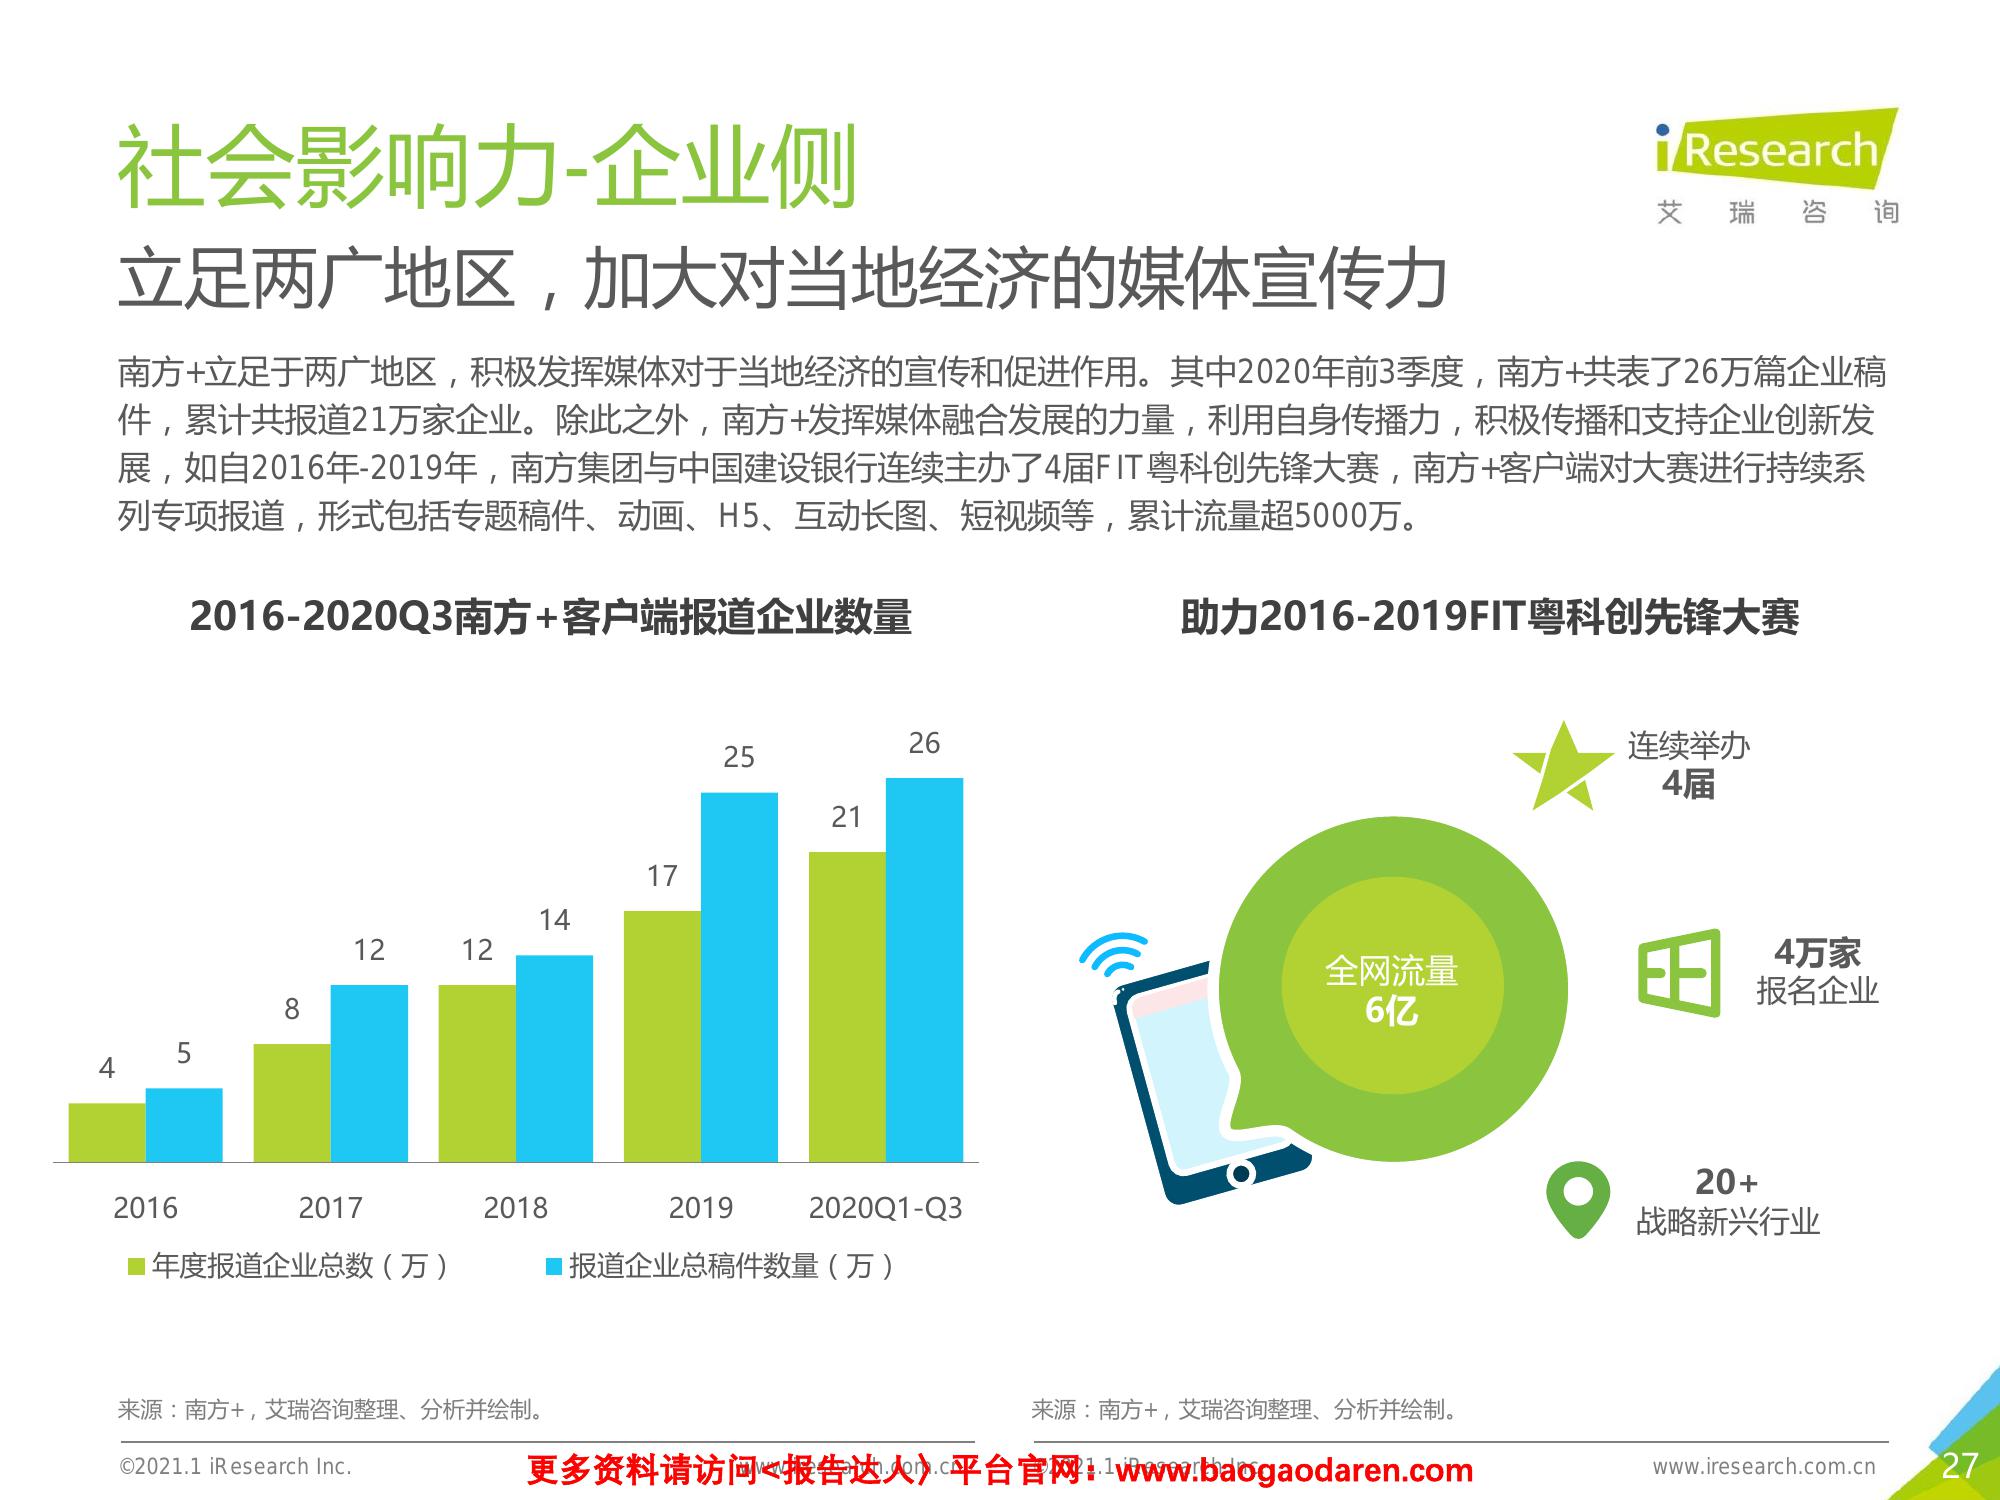 社会影响力-企业侧
iResearch
艾瑞咨询
立足两广地区，加大对当地经济的媒体宣传力
南方+立足于两广地区，积极发挥媒体对于当地经济的宣传和促进作用。其中2020年前3季度，南方+共表了26万篇企业稿
件，累计共报道21万家企业。除此之外，南方+发挥媒体融合发展的力量，利用自身传播力，积极传播和支持企业创新发
展，如自2016年-2019年，南方集团与中国建设银行连续主办了4届FIT粤科创先锋大赛，南方+客户端对大赛进行持续系
列专项报道，形式包括专题稿件、动画、H5、互动长图、短视频等，累计流量超5000万。
2016-2020Q3南方+客户端报道企业数量
4 5 8 12 12 14 17 25 21 26
2016 2017 2018 2019 2020Q1-Q3
年度报道企业总数（万） 报道企业总稿件数量（万）
助力2016-2019FIT粤科创先锋大赛
连续举办
4届
全网流量
6亿
4万家
报名企业
20+
战略新兴行业
来源：南方+，艾瑞咨询整理、分析并绘制。
来源：南方+，艾瑞咨询整理、分析并绘制。
©2021.1 iResearch Inc. www.iresearch.com.cn
©2021.1 iResearch Inc. www.iresearch.com.cn
更多资料请访问<报告达人〉平台官网：www.baogaodaren.com
27